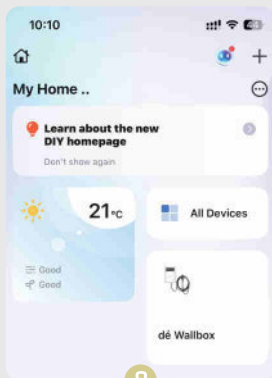 10:10
My Home ..
Learn about the new
DIY homepage
Don't show again
21°C
All Devices
Good
Good
dé Wallbox